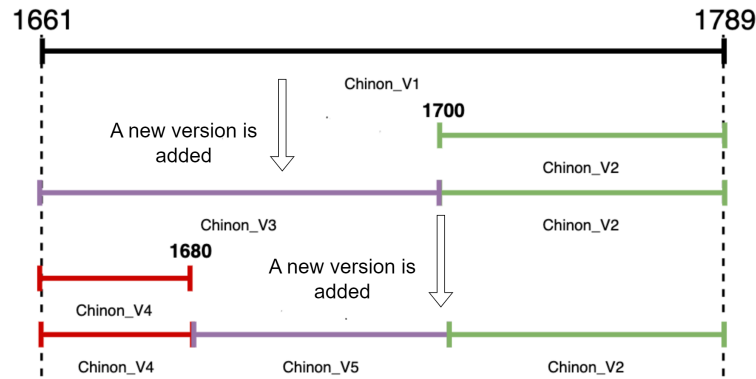 1661
1789
Chinon_V1
1700
A new version is
added
Chinon_V2
Chinon_V3
Chinon_V2
1680
A new version is
added
Chinon_V4
Chinon_V4
Chinon_V5
Chinon_V2